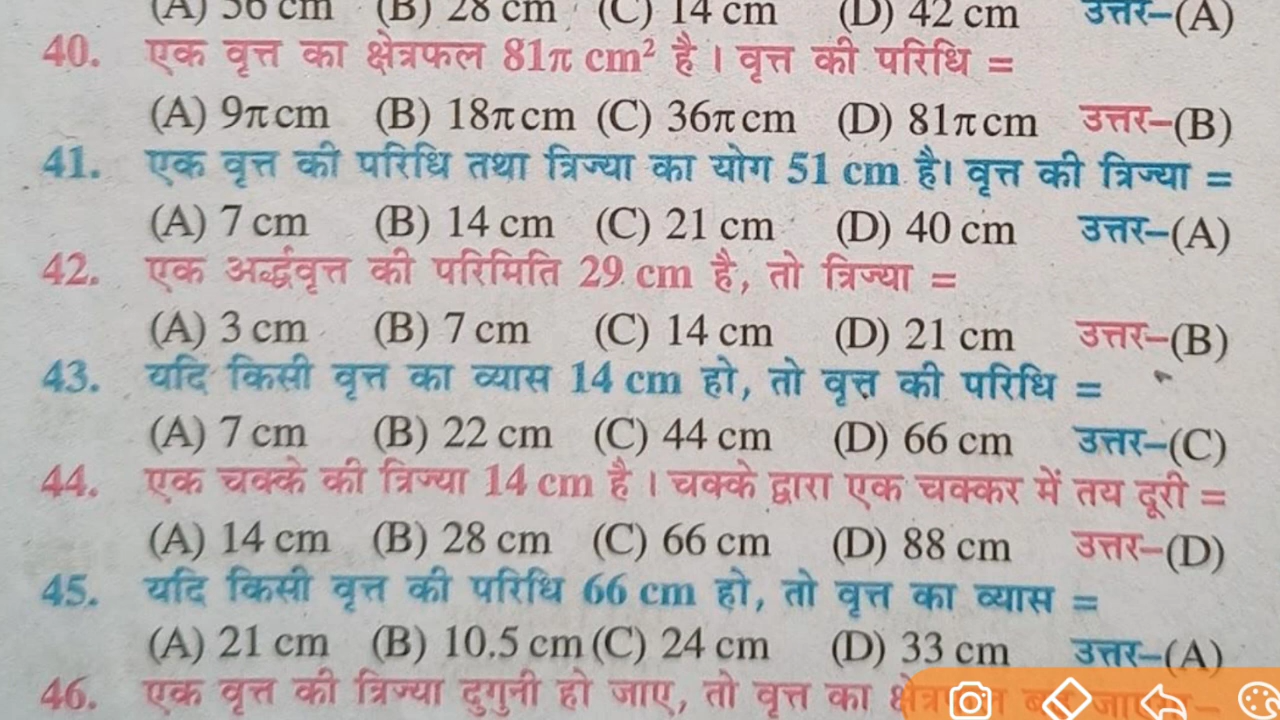 (A) 56 cm (B) 28 cm (C) 14 cm (D) 42 cm उत्तर–(A)
40. एक वृत्त का क्षेत्रफल 81π cm² है। वृत्त की परिधि =
(A) 9π cm (B) 18π cm (C) 36π cm (D) 81π cm उत्तर–(B)
41. एक वृत्त की परिधि तथा त्रिज्या का योग 51 cm है। वृत्त की त्रिज्या =
(A) 7 cm (B) 14 cm (C) 21 cm (D) 40 cm उत्तर–(A)
42. एक अर्द्धवृत्त की परिमिति 29 cm है, तो त्रिज्या =
(A) 3 cm (B) 7 cm (C) 14 cm (D) 21 cm उत्तर–(B)
43. यदि किसी वृत्त का व्यास 14 cm हो, तो वृत्त की परिधि =
(A) 7 cm (B) 22 cm (C) 44 cm (D) 66 cm उत्तर–(C)
44. एक चक्के की त्रिज्या 14 cm है। चक्के द्वारा एक चक्कर में तय दूरी =
(A) 14 cm (B) 28 cm (C) 66 cm (D) 88 cm उत्तर–(D)
45. यदि किसी वृत्त की परिधि 66 cm हो, तो वृत्त का व्यास =
(A) 21 cm (B) 10.5 cm (C) 24 cm (D) 33 cm उत्तर–(A)
46. एक वृत्त की त्रिज्या दुगुनी हो जाए, तो वृत्त का